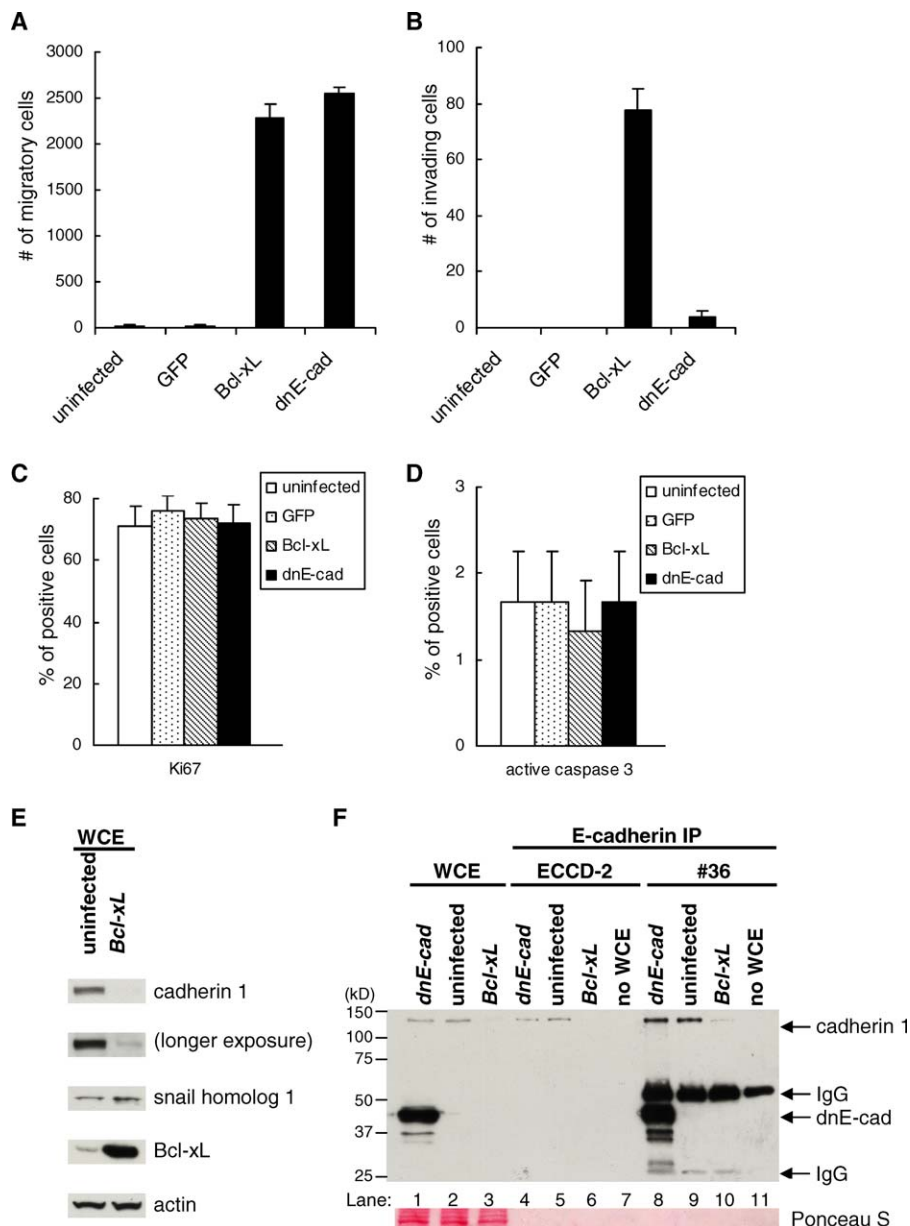 A
# of migratory cells
3000
2500
2000
1500
1000
500
0
uninfected
GFP
Bcl-xL
dnE-cad
B
# of invading cells
100
80
60
40
20
0
uninfected
GFP
Bcl-xL
dnE-cad
C
% of positive cells
80
60
40
20
0
Ki67
uninfected
GFP
Bcl-xL
dnE-cad
D
% of positive cells
3
2
1
0
active caspase 3
uninfected
GFP
Bcl-xL
dnE-cad
E
WCE
uninfected
Bcl-xL
cadherin 1
(longer exposure)
snail homolog 1
Bcl-xL
actin
F
E-cadherin IP
WCE ECCD-2 #36
dnE-cad uninfected Bcl-xL dnE-cad uninfected Bcl-xL no WCE dnE-cad uninfected Bcl-xL no WCE
(kD)
150
100
75
50
37
25
cadherin 1
IgG
dnE-cad
IgG
Lane: 1 2 3 4 5 6 7 8 9 10 11
Ponceau S